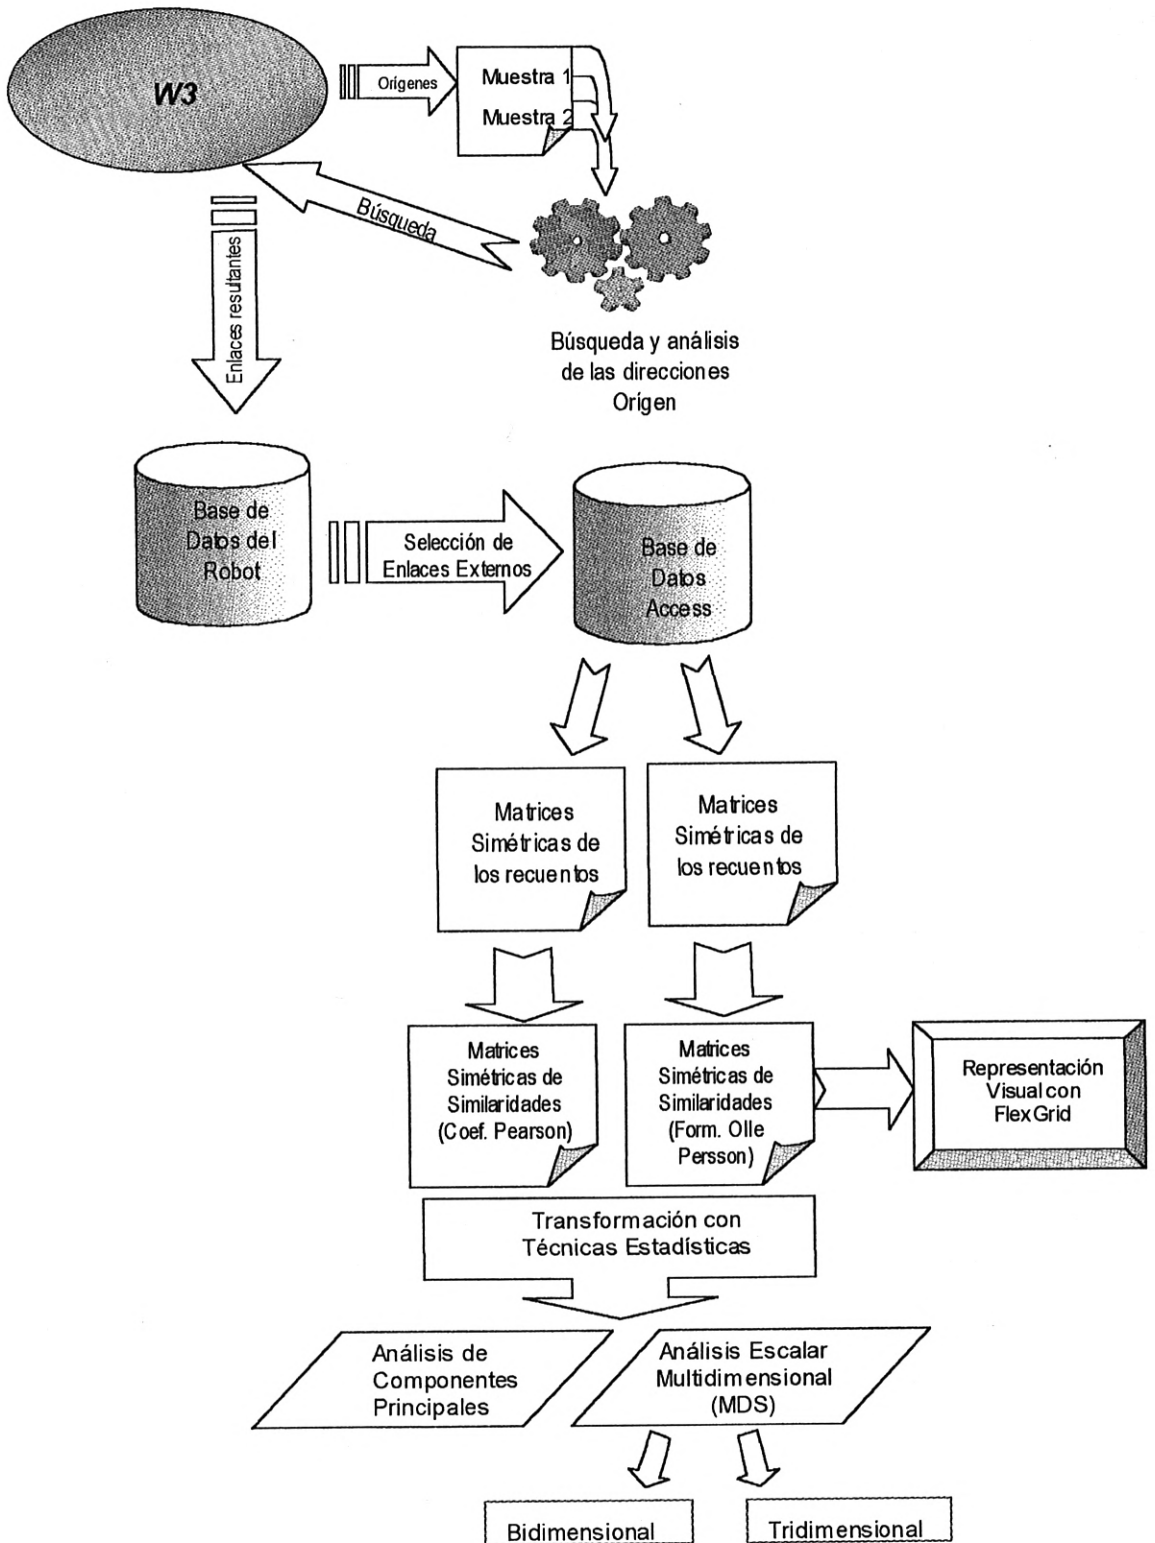 W3
Orígenes
Muestra 1
Muestra 2
Búsqueda
Enlaces resultantes
Búsqueda y análisis
de las direcciones
Orígen
Base de
Datos del
Robot
Selección de
Enlaces Externos
Base de
Datos
Access
Matrices
Simétricas de
los recuentos
Matrices
Simétricas de
los recuentos
Matrices
Simétricas de
Similaridades
(Coef. Pearson)
Matrices
Simétricas de
Similaridades
(Form. Olle
Persson)
Representación
Visual con
FlexGrid
Transformación con
Técnicas Estadísticas
Análisis de
Componentes
Principales
Análisis Escalar
Multidimensional
(MDS)
Bidimensional
Tridimensional